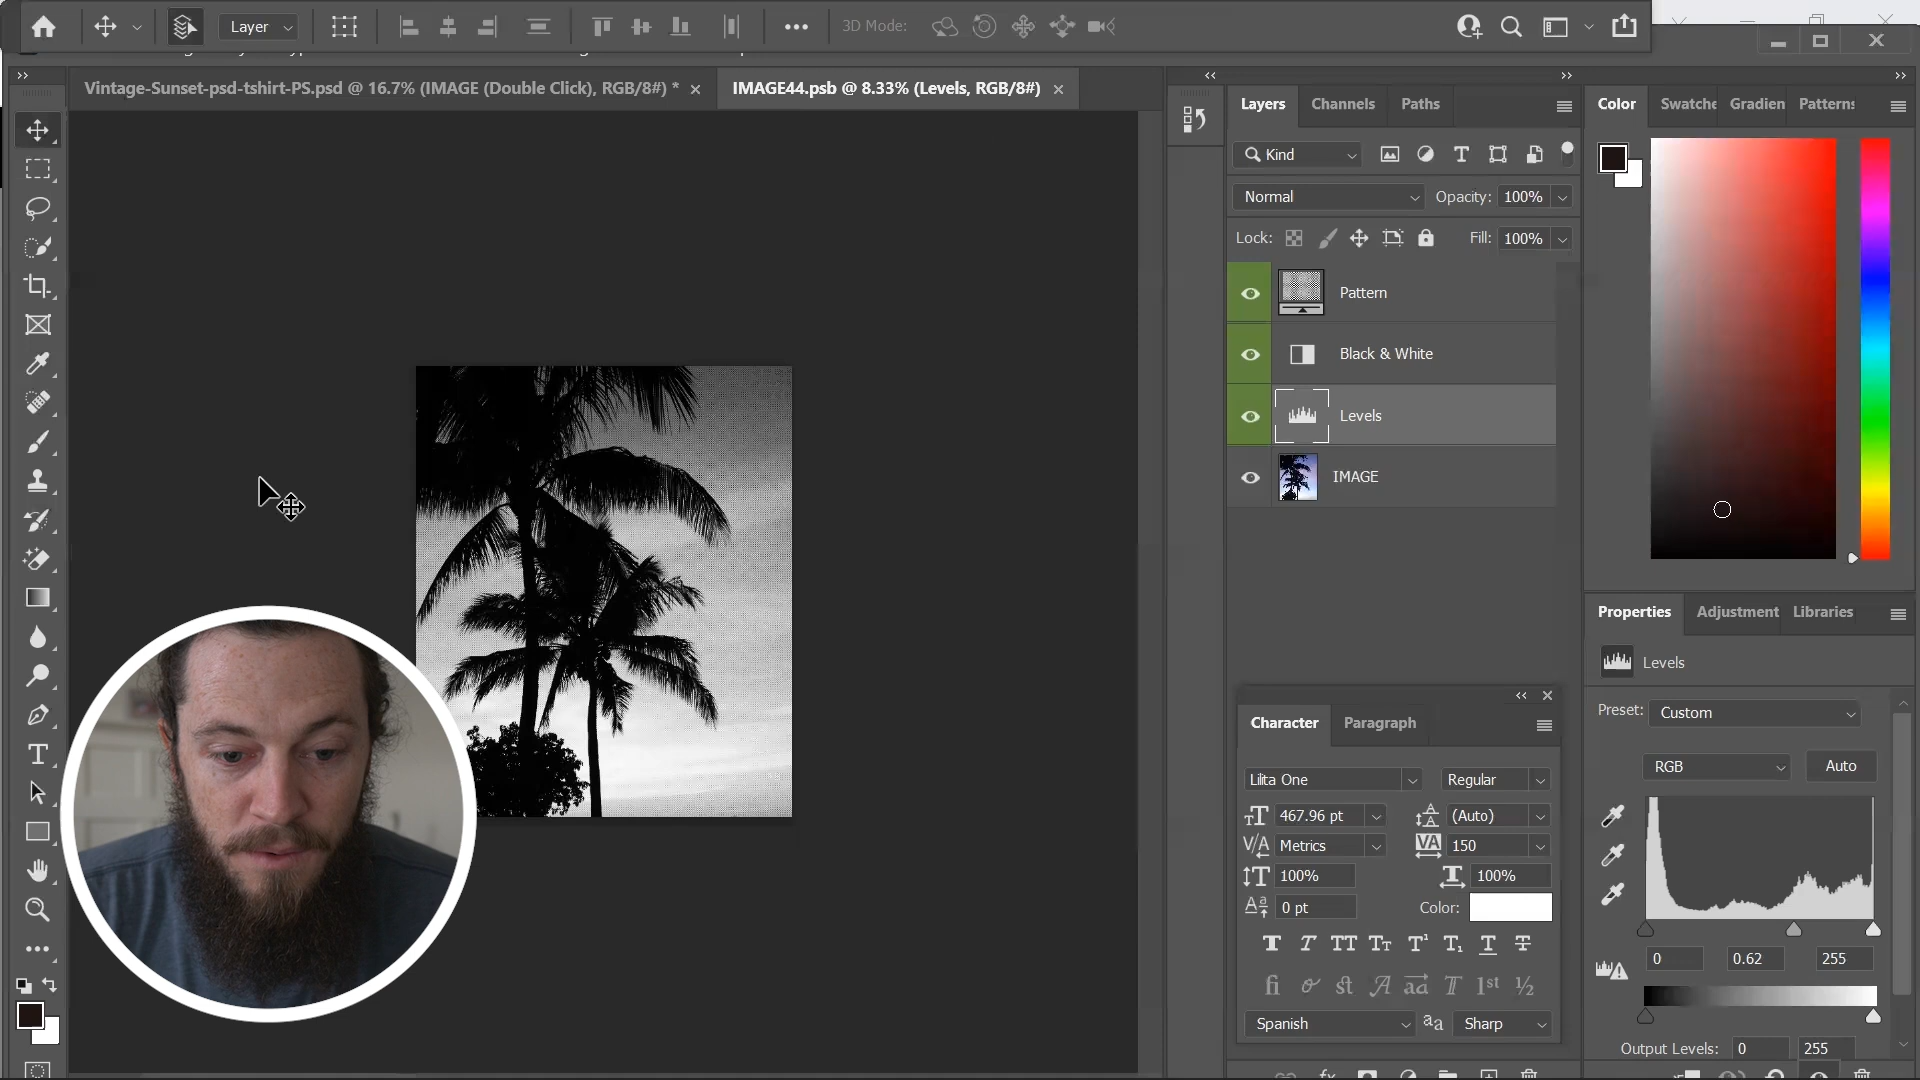 Layer
3D Mode:
Vintage-Sunset-psd-tshirt-PS.psd @ 16.7% (IMAGE (Double Click), RGB/8#) *
IMAGE44.psb @ 8.33% (Levels, RGB/8#)
Layers
Channels
Paths
Kind
Normal
Opacity: 100%
Lock:
Fill: 100%
Pattern
Black & White
Levels
IMAGE
Character
Paragraph
Lilita One
Regular
467.96 pt
(Auto)
Metrics
150
100%
100%
0 pt
Color:
Spanish
Sharp
Color
Swatche
Gradien
Patterns
Properties
Adjustment
Libraries
Levels
Preset: Custom
RGB
Auto
0
0.62
255
Output Levels: 0
255